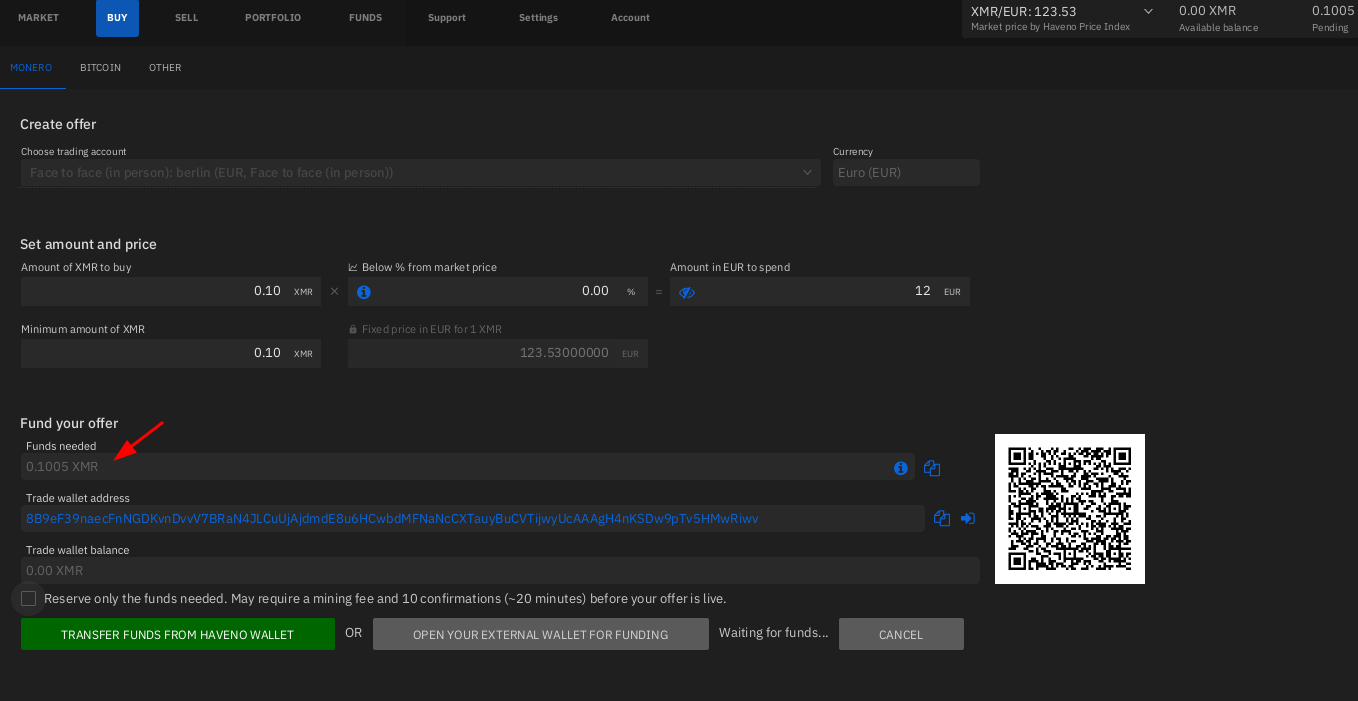 MARKET BUY SELL PORTFOLIO FUNDS Support Settings Account XMR/EUR: 123.53 0.00 XMR 0.1005
Market price by Haveno Price Index Available balance Pending
MONERO BITCOIN OTHER
Create offer
Choose trading account Currency
Face to face (in person): berlin (EUR, Face to face (in person)) Euro (EUR)
Set amount and price
Amount of XMR to buy Below % from market price Amount in EUR to spend
0.10 XMR × 0.00 % = 12 EUR
Minimum amount of XMR Fixed price in EUR for 1 XMR
0.10 XMR 123.53000000 EUR
Fund your offer
Funds needed
0.1005 XMR
Trade wallet address
8B9eF39naecFnNGDKvnDvvV7BRaN4JLCuUjAjdmdE8u6HCwbdMFNaNcCXTauyBuCVTijwyUcAAAgH4nKSDw9pTv5HMwRiwv
Trade wallet balance
0.00 XMR
Reserve only the funds needed. May require a mining fee and 10 confirmations (~20 minutes) before your offer is live.
TRANSFER FUNDS FROM HAVENO WALLET OR OPEN YOUR EXTERNAL WALLET FOR FUNDING Waiting for funds... CANCEL